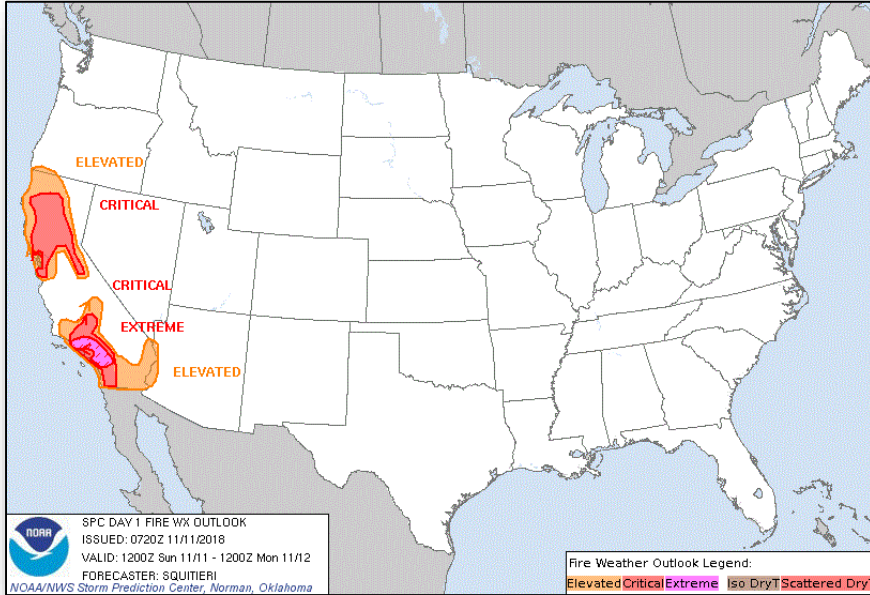 ELEVATED
CRITICAL
CRITICAL
EXTREME
ELEVATED
NOAA
SPC DAY 1 FIRE WX OUTLOOK
ISSUED: 0720Z 11/11/2018
VALID: 1200Z Sun 11/11 - 1200Z Mon 11/12
FORECASTER: SQUITIERI
NOAA/NWS Storm Prediction Center, Norman, Oklahoma
Fire Weather Outlook Legend:
Elevated Critical Extreme Iso DryT Scattered Dry